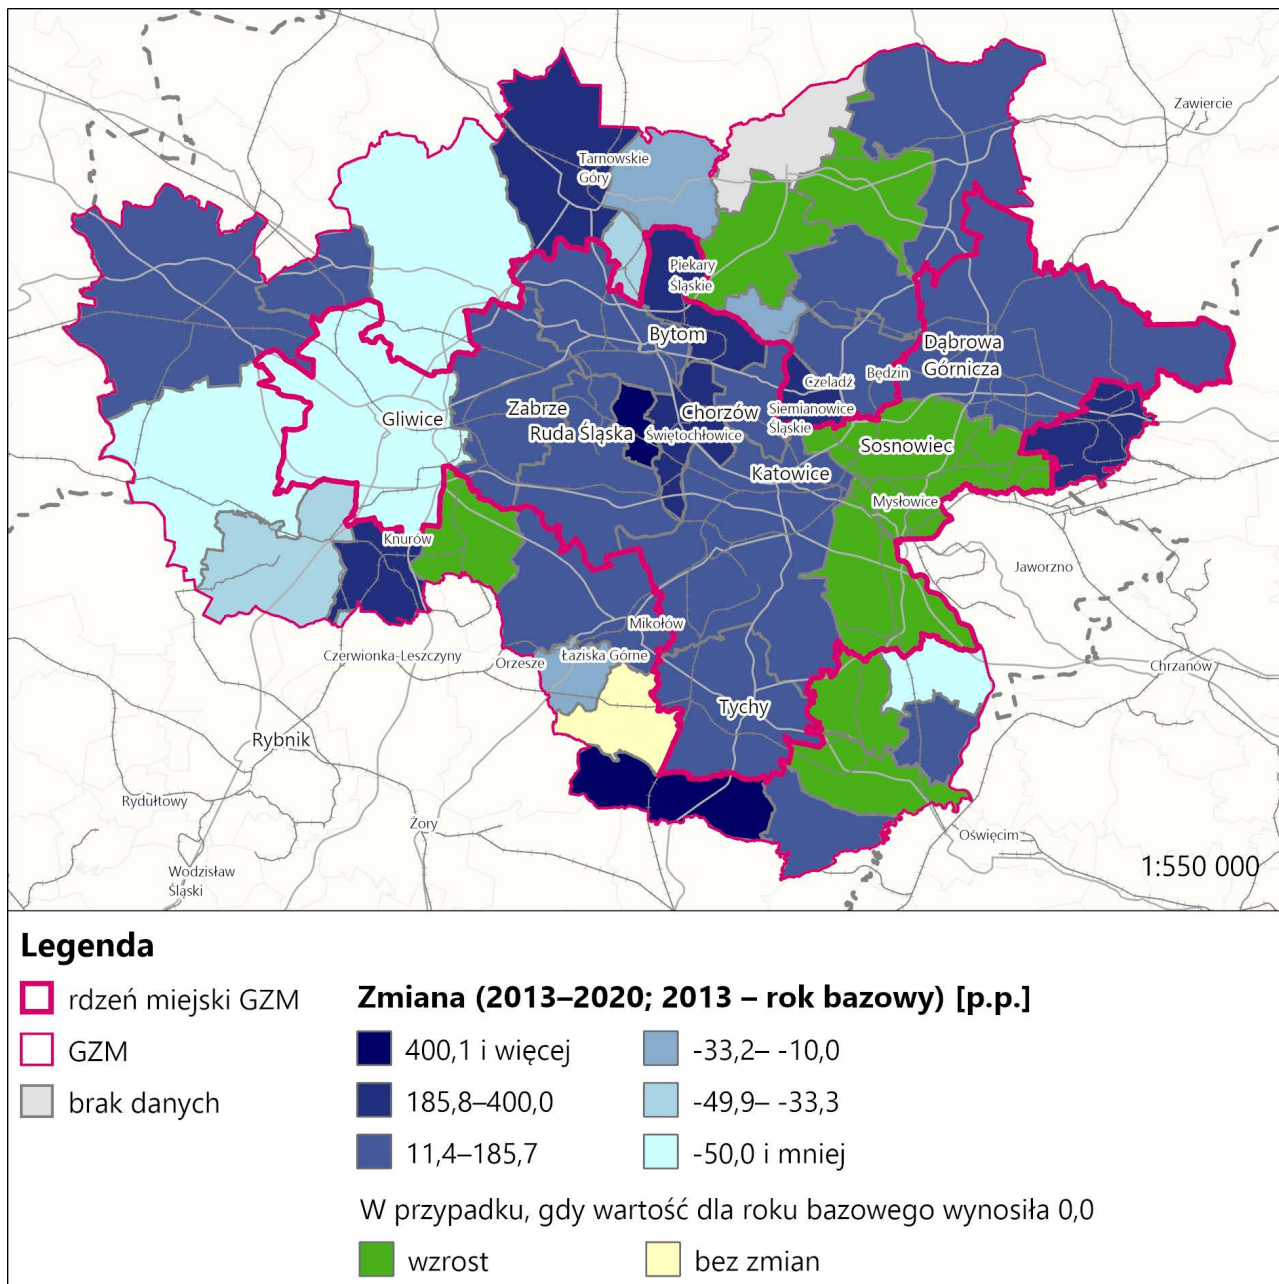 Zawiercie
Tarnowskie
Góry
Piekary
Śląskie
Bytom
Dąbrowa
Górnicza
Będzin
Czeladź
Zabrze
Chorzów
Siemianowice
Śląskie
Gliwice
Ruda Śląska
Świętochłowice
Sosnowiec
Katowice
Mysłowice
Knurów
Jaworzno
Mikołów
Czerwionka-Leszczyny
Orzesze
Łaziska Górne
Chrzanów
Tychy
Rybnik
Rydułtowy
Żory
Oświęcim
Wodzisław
Śląski
1:550 000
Legenda
rdzeń miejski GZM
GZM
brak danych
Zmiana (2013–2020; 2013 – rok bazowy) [p.p.]
400,1 i więcej
185,8–400,0
11,4–185,7
-33,2– -10,0
-49,9– -33,3
-50,0 i mniej
W przypadku, gdy wartość dla roku bazowego wynosiła 0,0
wzrost
bez zmian